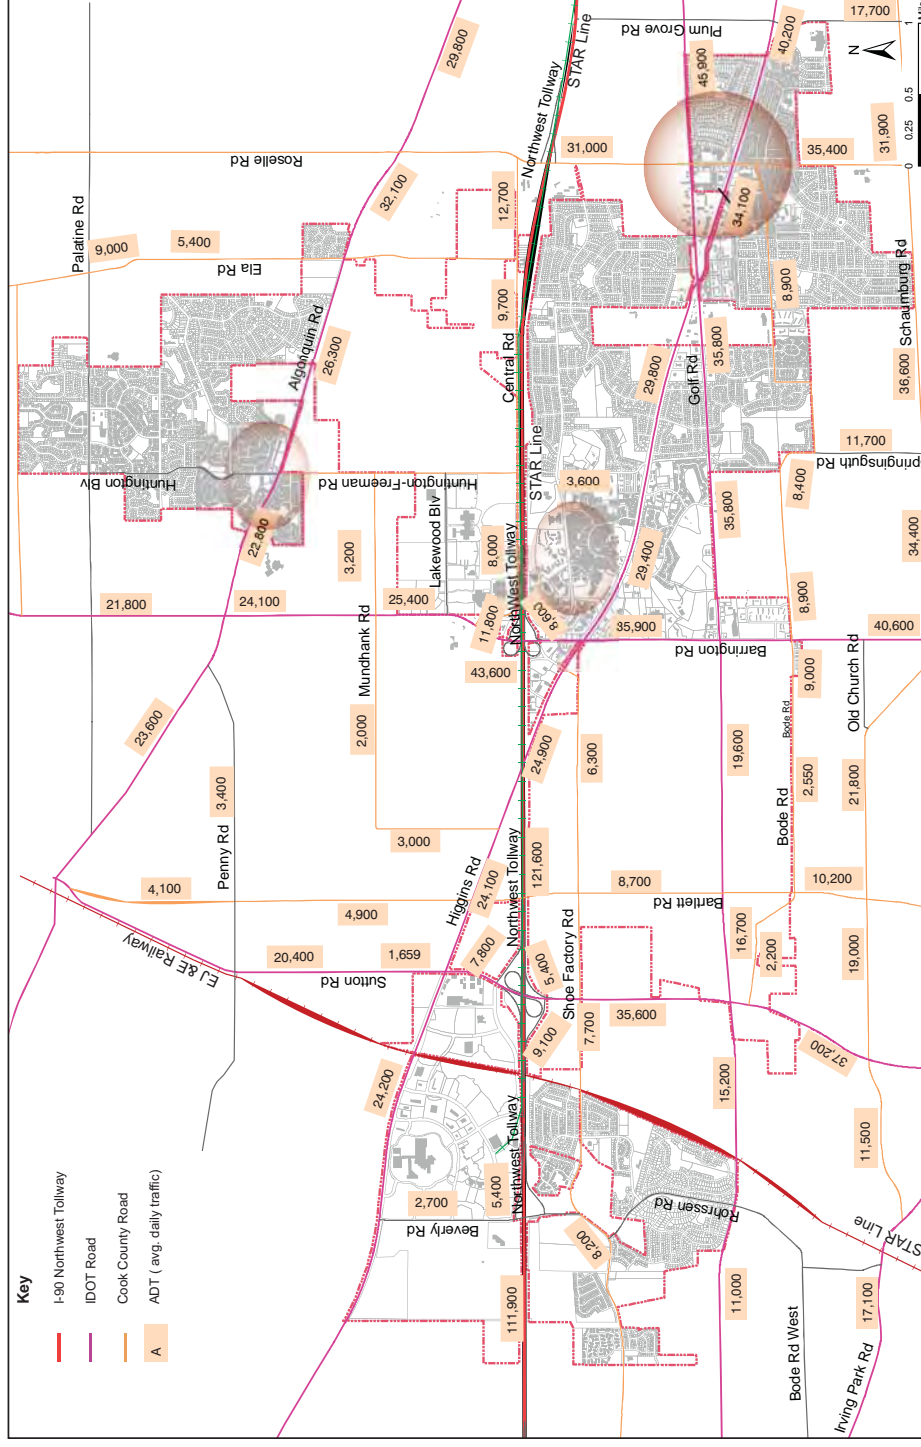 Key
I-90 Northwest Tollway
IDOT Road
Cook County Road
A
ADT ( avg. daily traffic)
111,900
2,700
5,400
Beverly Rd
Northwest Tollway
24,200
8,200
Rohrssen Rd
11,000
Bode Rd West
17,100
Irving Park Rd
STAR Line
11,500
15,200
37,200
9,100
7,700
5,400
Shoe Factory Rd
35,600
7,800
Sutton Rd
20,400
1,659
EJ &E Railway
4,100
4,900
Penny Rd
3,400
23,600
Higgins Rd
24,100
Northwest Tollway
121,600
8,700
Bartlett Rd
16,700
2,200
10,200
19,000
3,000
2,000
Mundhank Rd
24,900
6,300
19,600
Bode Rd
2,550
Bode Rd
9,000
21,800
Old Church Rd
40,600
Barrington Rd
35,900
43,600
11,800
8,600
NorthWest Tollway
21,800
24,100
25,400
3,200
Lakewood Blv
8,000
Huntington-Freeman Rd
Huntington Blv
22,800
3,600
29,400
35,800
8,900
8,400
34,400
11,700
pringinsguth Rd
STAR Line
Central Rd
9,700
12,700
Algonquin Rd
26,300
29,800
Golf Rd
35,800
8,900
36,600
Schaumburg Rd
Palatine Rd
9,000
5,400
Ela Rd
32,100
Roselle Rd
29,800
Northwest Tollway
STAR Line
31,000
34,100
35,400
31,900
45,900
40,200
Plum Grove Rd
17,700
N
0
0.25
0.5
1